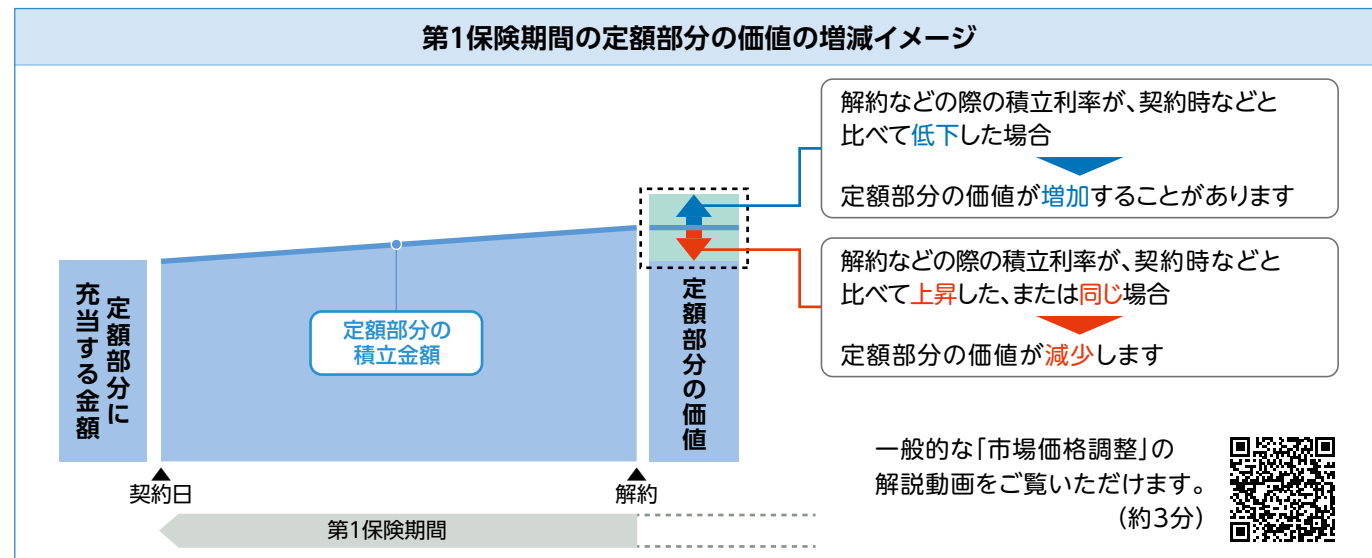 第1保険期間の定額部分の価値の増減イメージ
解約などの際の積立利率が、契約時などと
比べて低下した場合
定額部分の価値が増加することがあります
解約などの際の積立利率が、契約時などと
比べて上昇した、または同じ場合
定額部分の価値が減少します
定額部分に
充当する金額
定額部分の
積立金額
定額部分の価値
契約日
解約
第1保険期間
一般的な「市場価格調整」の
解説動画をご覧いただけます。
(約3分)